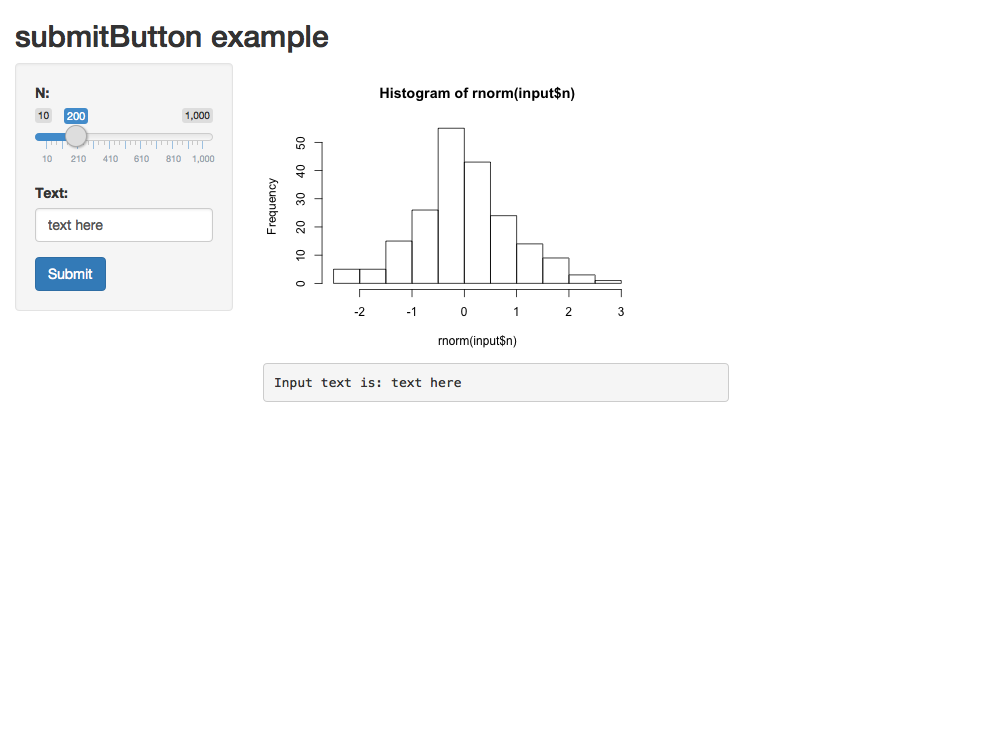 submitButton example
N:
10 200 1,000
10 210 410 610 810 1,000
Text:
text here
Submit
Histogram of rnorm(input$n)
Frequency
50
40
30
20
10
0
-2 -1 0 1 2 3
rnorm(input$n)
Input text is: text here